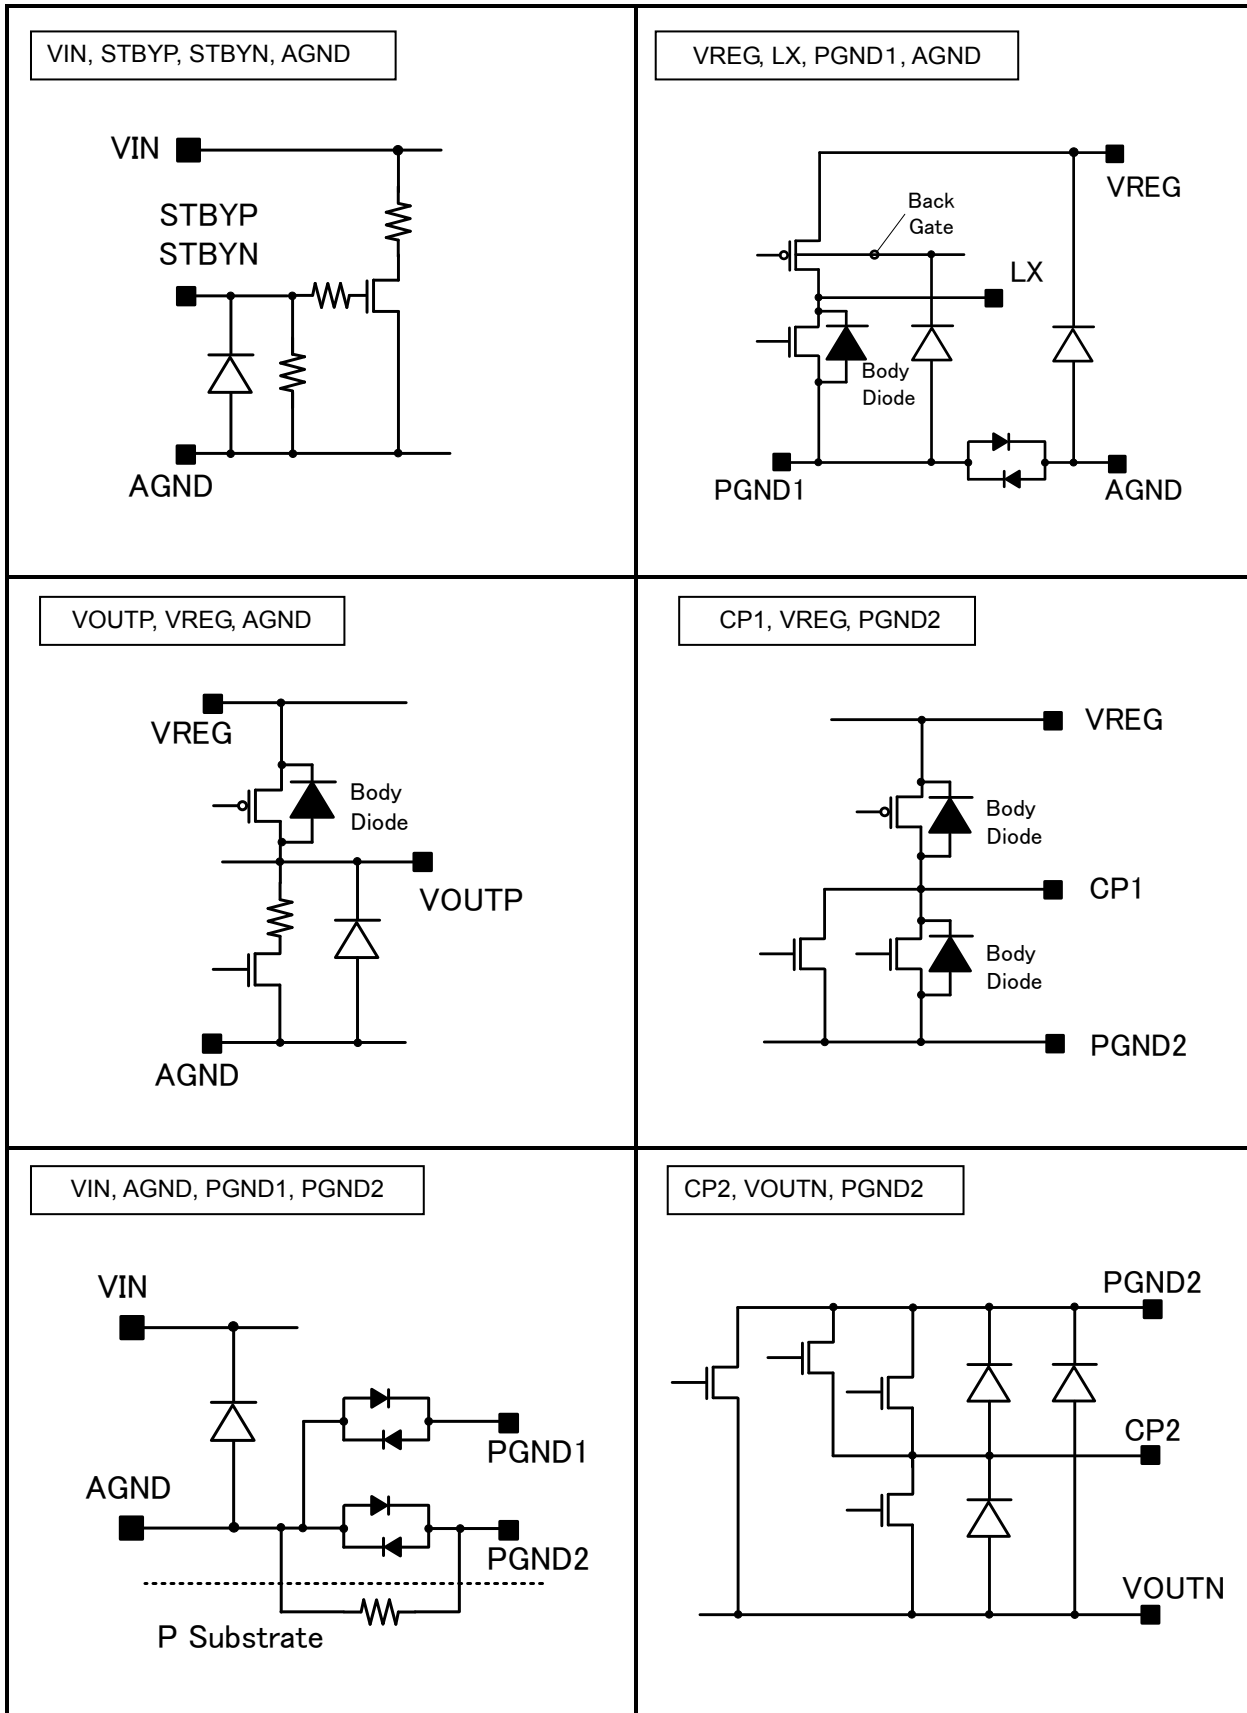 VIN, STBYP, STBYN, AGND
VIN
STBYP
STBYN
AGND
VREG, LX, PGND1, AGND
VREG
Back
Gate
LX
Body
Diode
PGND1
AGND
VOUTP, VREG, AGND
VREG
Body
Diode
VOUTP
AGND
CP1, VREG, PGND2
VREG
Body
Diode
CP1
Body
Diode
PGND2
VIN, AGND, PGND1, PGND2
VIN
PGND1
AGND
PGND2
P Substrate
CP2, VOUTN, PGND2
PGND2
CP2
VOUTN